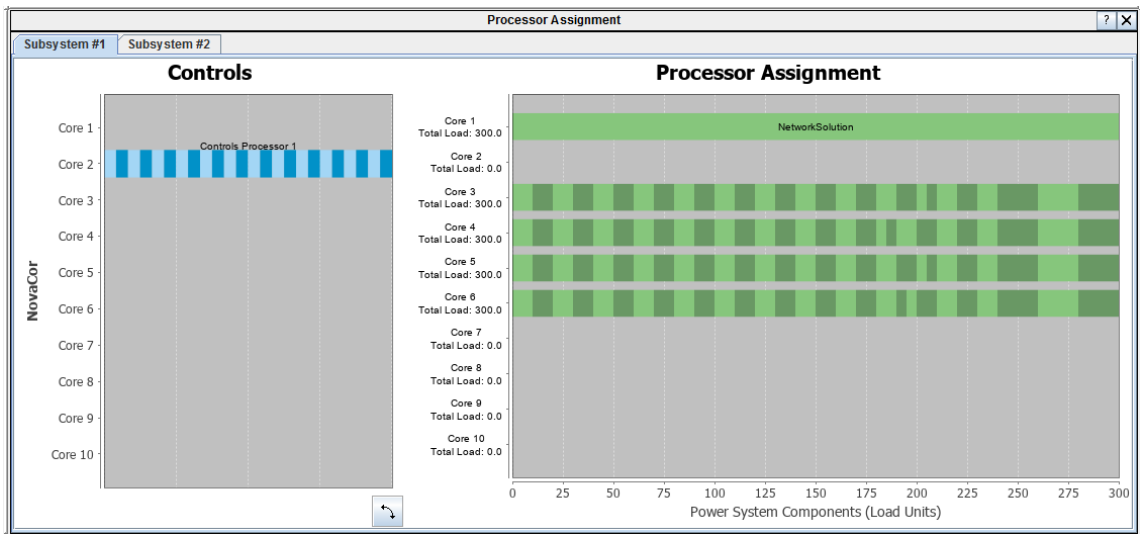 Processor Assignment
?
Subsystem #1
Subsystem #2
Controls
NovaCor
Core 1
Core 2
Core 3
Core 4
Core 5
Core 6
Core 7
Core 8
Core 9
Core 10
Controls Processor 1
Processor Assignment
Core 1
Total Load: 300.0
Core 2
Total Load: 0.0
Core 3
Total Load: 300.0
Core 4
Total Load: 300.0
Core 5
Total Load: 300.0
Core 6
Total Load: 300.0
Core 7
Total Load: 0.0
Core 8
Total Load: 0.0
Core 9
Total Load: 0.0
Core 10
Total Load: 0.0
NetworkSolution
0 25 50 75 100 125 150 175 200 225 250 275 300
Power System Components (Load Units)